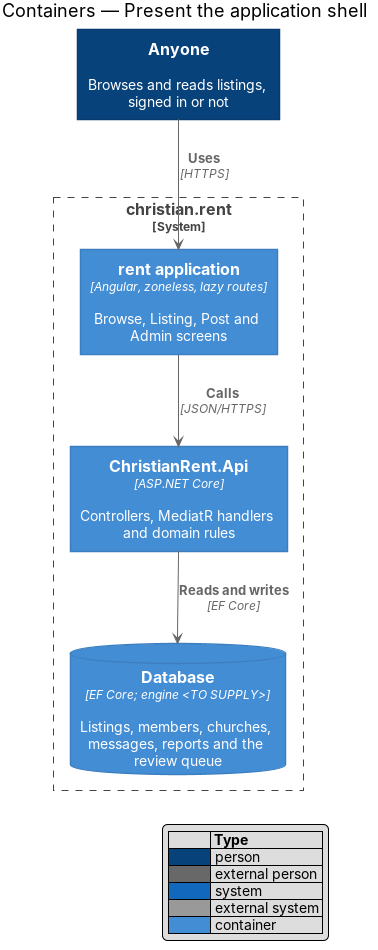 Containers — Present the application shell
Anyone
Browses and reads listings,
signed in or not
Uses
[HTTPS]
christian.rent
[System]
rent application
[Angular, zoneless, lazy routes]
Browse, Listing, Post and
Admin screens
Calls
[JSON/HTTPS]
ChristianRent.Api
[ASP.NET Core]
Controllers, MediatR handlers
and domain rules
Reads and writes
[EF Core]
Database
[EF Core; engine <TO SUPPLY>]
Listings, members, churches,
messages, reports and the
review queue
Type
person
external person
system
external system
container